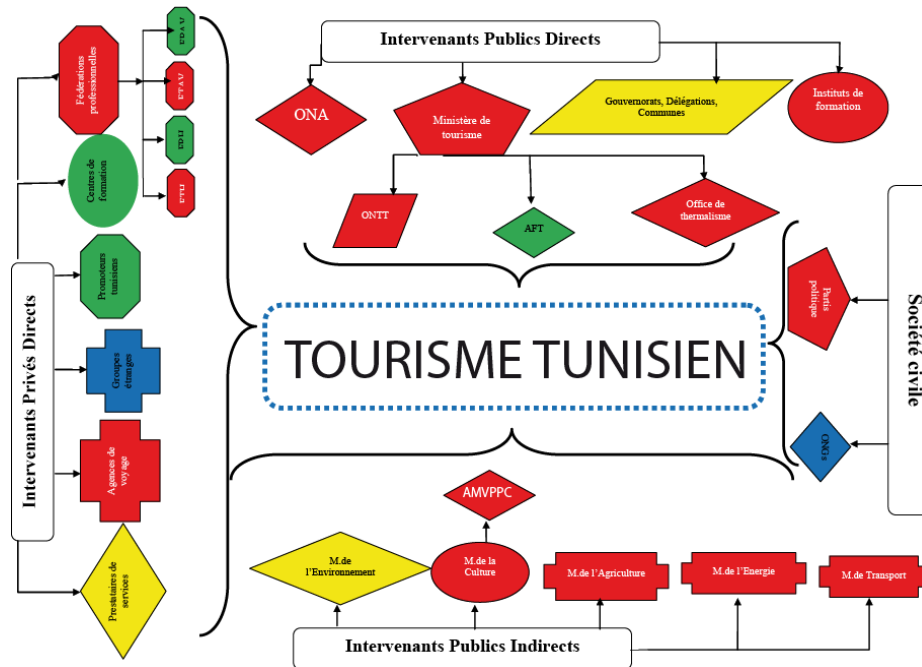 Intervenants Publics Directs
ONA
Ministère de
tourisme
Gouvernorats, Délégations,
Communes
Instituts de
formation
ONTT
AFT
Office de
thermalisme
Fédérations
professionnelles
Centres de
formation
Promoteurs
tunisiens
Groupes
étranges
Agences de
voyage
Prestataires de
services
Intervenants Privés Directs
TOURISME TUNISIEN
Partis
politique
ONGs
Société civile
AMVPPC
M.de
l'Environnement
M.de la
Culture
M.de l'Agriculture
M.de l'Energie
M.de Transport
Intervenants Publics Indirects